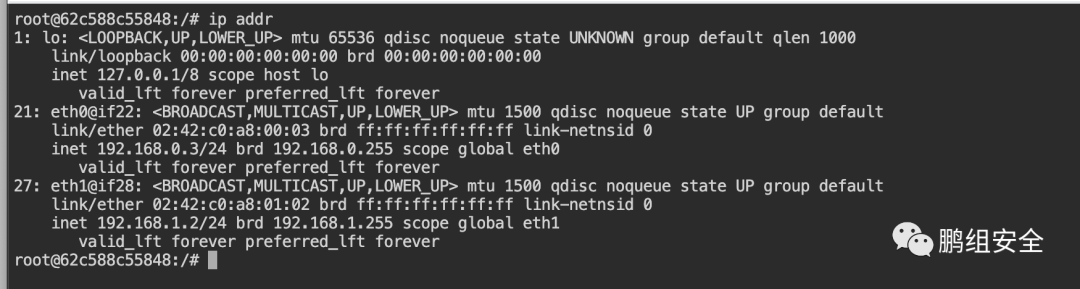 root@62c588c55848:/# ip addr
1: lo: <LOOPBACK,UP,LOWER_UP> mtu 65536 qdisc noqueue state UNKNOWN group default qlen 1000
    link/loopback 00:00:00:00:00:00 brd 00:00:00:00:00:00
    inet 127.0.0.1/8 scope host lo
       valid_lft forever preferred_lft forever
21: eth0@if22: <BROADCAST,MULTICAST,UP,LOWER_UP> mtu 1500 qdisc noqueue state UP group default
    link/ether 02:42:c0:a8:00:03 brd ff:ff:ff:ff:ff:ff link-netnsid 0
    inet 192.168.0.3/24 brd 192.168.0.255 scope global eth0
       valid_lft forever preferred_lft forever
27: eth1@if28: <BROADCAST,MULTICAST,UP,LOWER_UP> mtu 1500 qdisc noqueue state UP group default
    link/ether 02:42:c0:a8:01:02 brd ff:ff:ff:ff:ff:ff link-netnsid 0
    inet 192.168.1.2/24 brd 192.168.1.255 scope global eth1
       valid_lft forever preferred_lft forever
root@62c588c55848:/#
鹏组安全